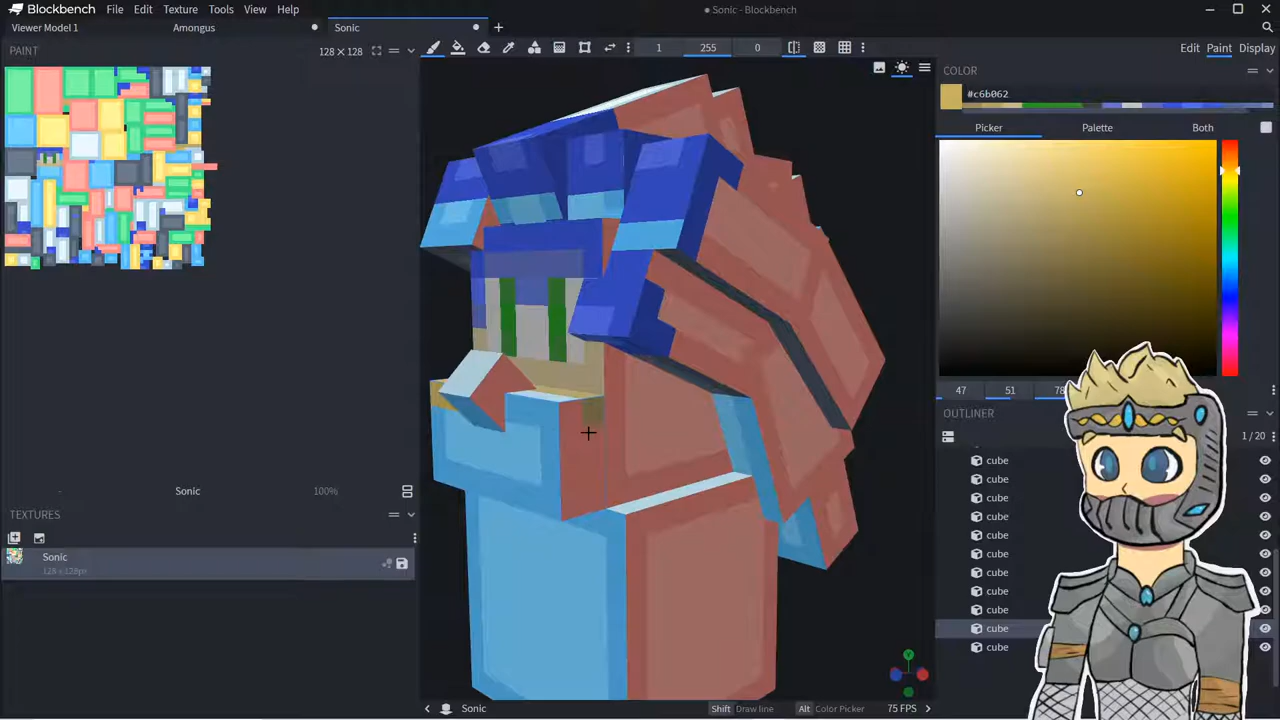 Blockbench File Edit Texture Tools View Help
Sonic - Blockbench
Viewer Model 1 Amongus Sonic
PAINT 128 × 128
1 255 0
Edit Paint Display
COLOR
#c6b062
Picker Palette Both
47 51 78
OUTLINER
1 / 20
cube
cube
cube
cube
cube
cube
cube
cube
cube
cube
cube
Sonic 100%
TEXTURES
Sonic
128 x 128px
Sonic
Shift Draw line Alt Color Picker 75 FPS